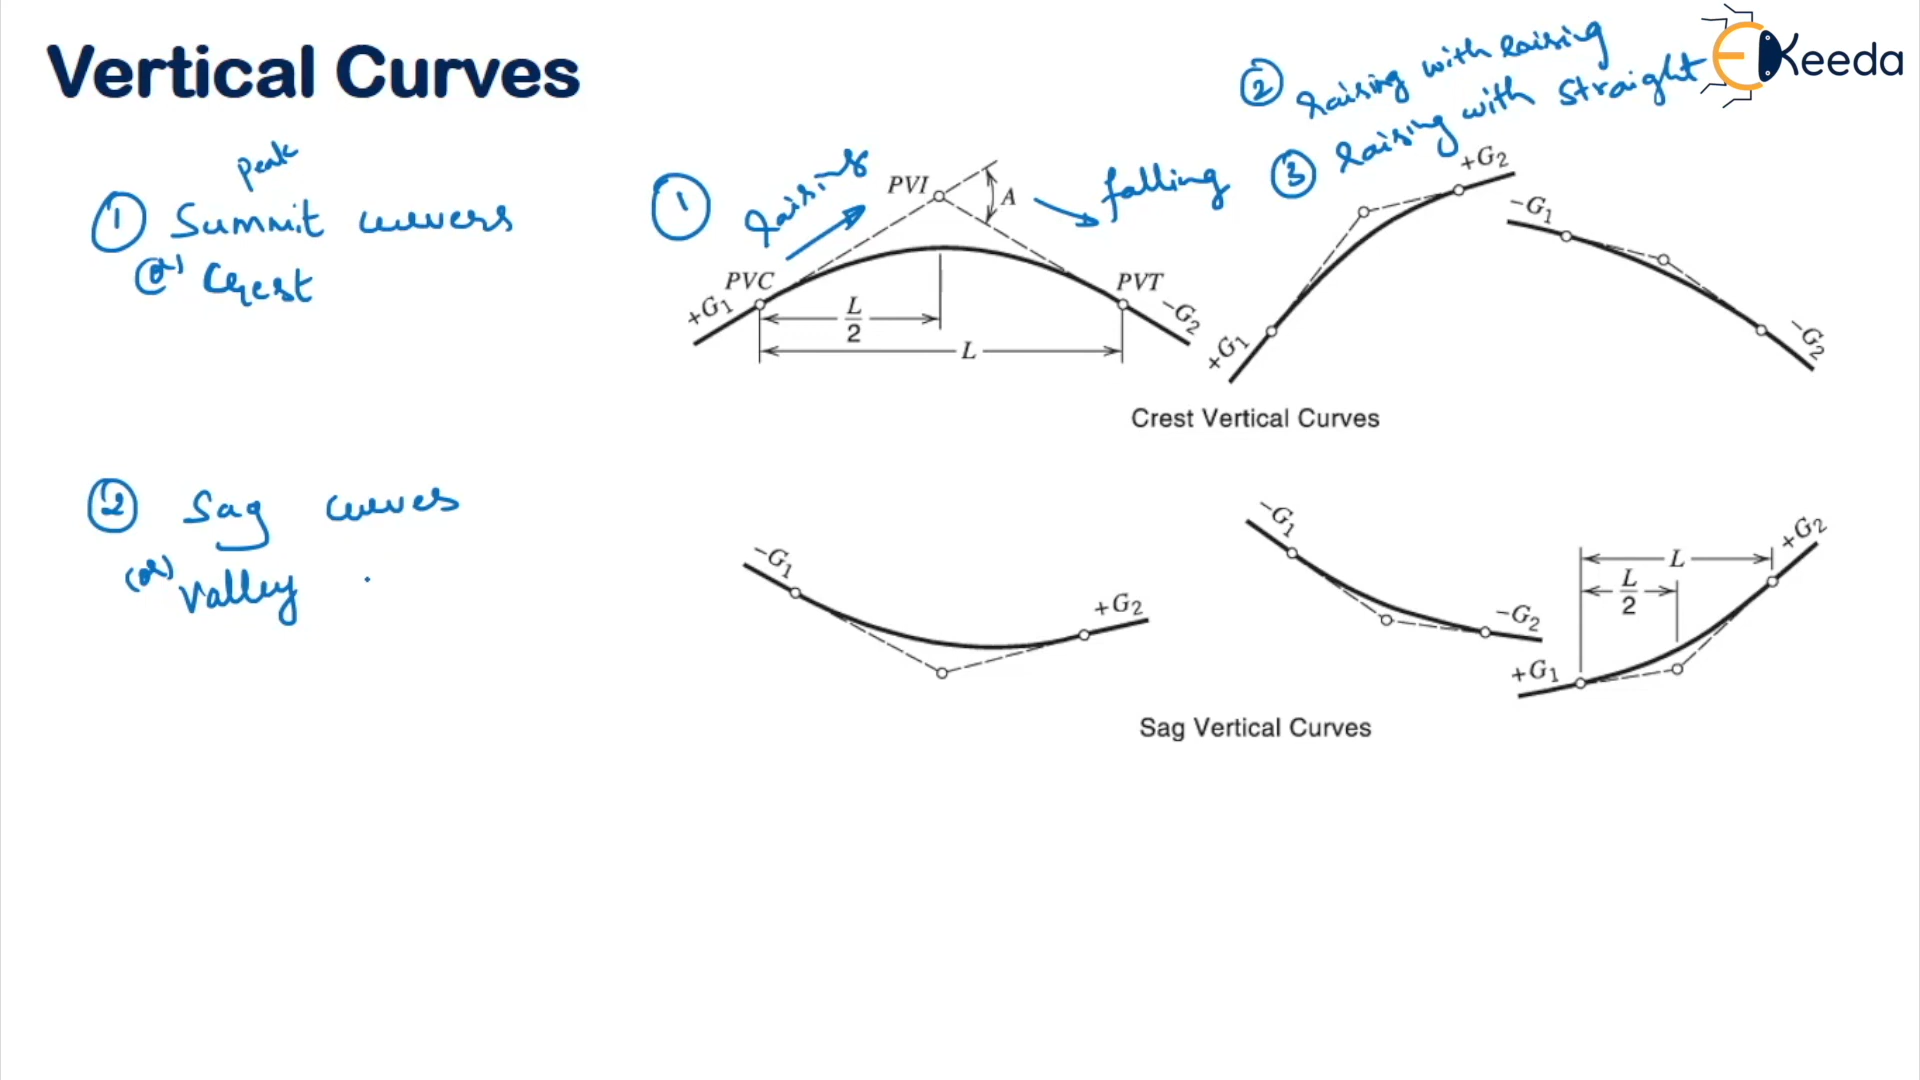 Vertical Curves
EKeeda
② Raising with Raising
③ Raising with Straight
peak
① Summit curvers
(or) Crest
① Raising
falling
PVI
A
PVC
PVT
+G1
-G2
L/2
L
+G1
+G2
-G1
-G2
Crest Vertical Curves
② Sag curves
(or) Valley
-G1
+G2
-G1
-G2
+G1
+G2
L
L/2
Sag Vertical Curves